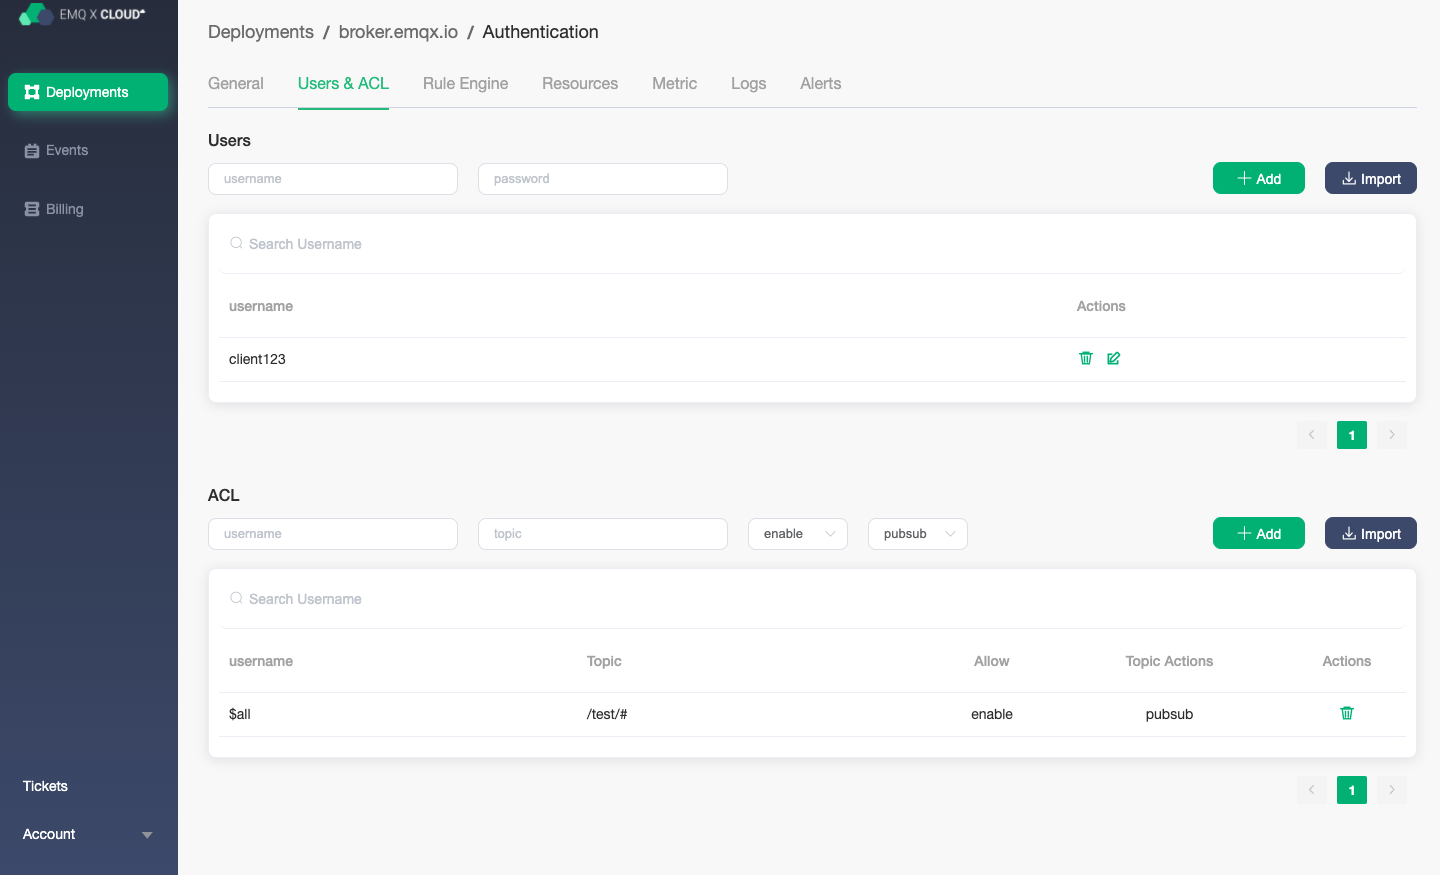 EMQ X CLOUD
Deployments
Events
Billing
Tickets
Account
Deployments / broker.emqx.io / Authentication
General Users & ACL Rule Engine Resources Metric Logs Alerts
Users
username password Add Import
Search Username
username Actions
client123
1
ACL
username topic enable pubsub Add Import
Search Username
username Topic Allow Topic Actions Actions
$all /test/# enable pubsub
1